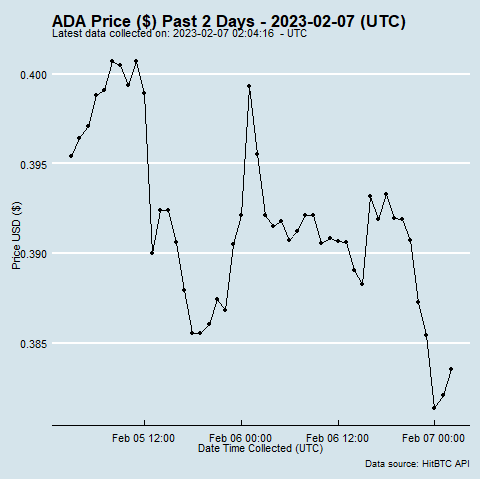 ADA Price ($) Past 2 Days - 2023-02-07 (UTC)
Latest data collected on: 2023-02-07 02:04:16 - UTC
0.400
0.395
0.390
0.385
Price USD ($)
Feb 05 12:00
Feb 06 00:00
Feb 06 12:00
Feb 07 00:00
Date Time Collected (UTC)
Data source: HitBTC API